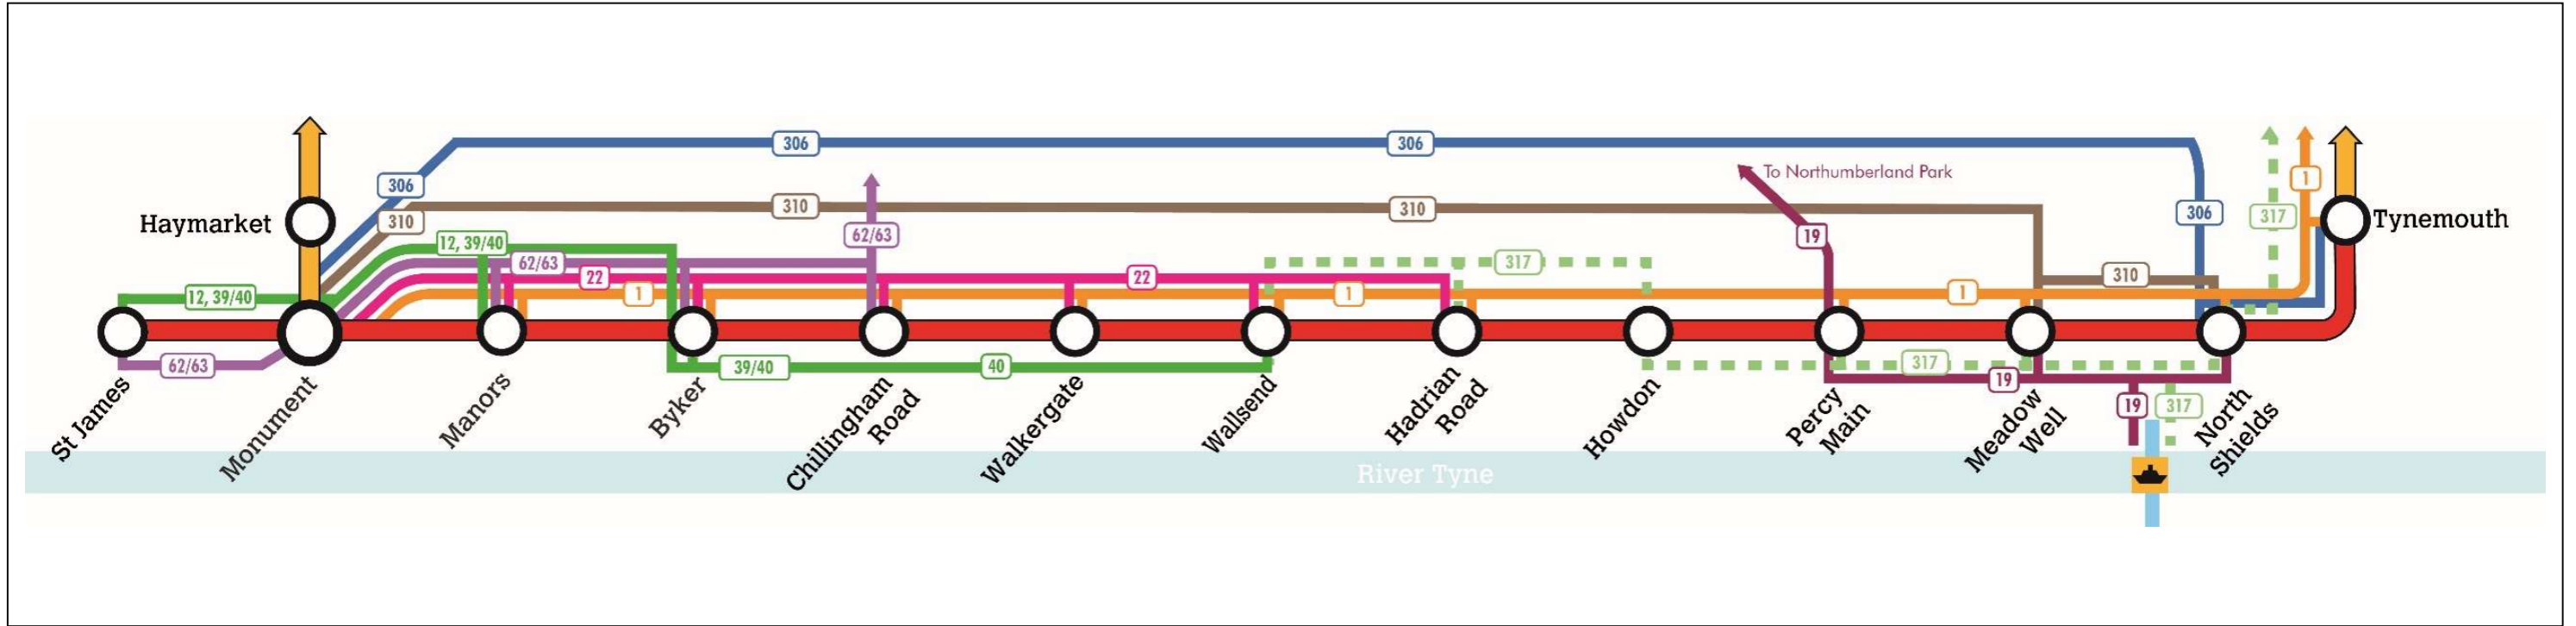 306
306
To Northumberland Park
306
310
310
310
306
1
317
Haymarket
310
Tynemouth
12, 39/40
62/63
19
12, 39/40
62/63
22
22
317
310
1
1
1
62/63
39/40
40
317
19
19
317
St James
Monument
Manors
Byker
Chillingham
Road
Walkergate
Wallsend
Hadrian
Road
Howdon
Percy
Main
Meadow
Well
North
Shields
River Tyne